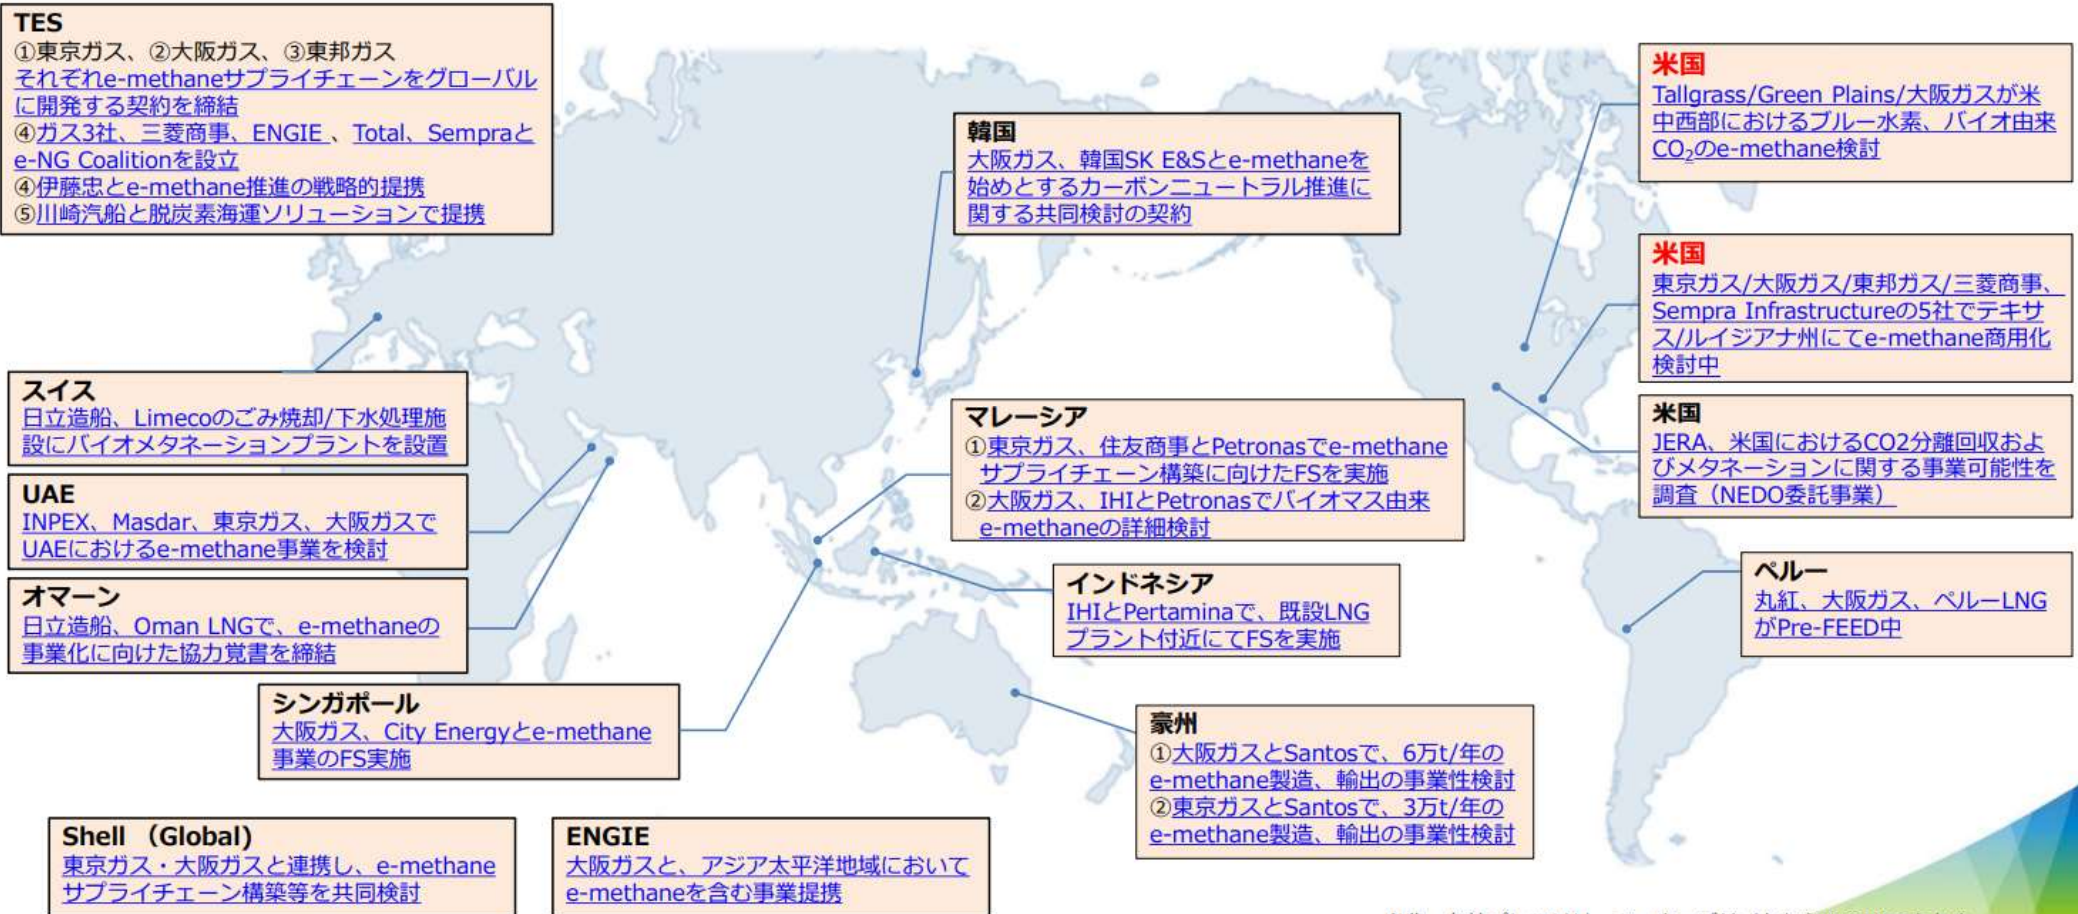 TES
①東京ガス、②大阪ガス、③東邦ガス
それぞれe-methaneサプライチェーンをグローバル
に開発する契約を締結
④ガス3社、三菱商事、ENGIE 、Total、Sempraと
e-NG Coalitionを設立
④伊藤忠とe-methane推進の戦略的提携
⑤川崎汽船と脱炭素海運ソリューションで提携
韓国
大阪ガス、韓国SK E&Sとe-methaneを
始めとするカーボンニュートラル推進に
関する共同検討の契約
米国
Tallgrass/Green Plains/大阪ガスが米
中西部におけるブルー水素、バイオ由来
CO₂のe-methane検討
米国
東京ガス/大阪ガス/東邦ガス/三菱商事、
Sempra Infrastructureの5社でテキサ
ス/ルイジアナ州にてe-methane商用化
検討中
米国
JERA、米国におけるCO2分離回収およ
びメタネーションに関する事業可能性を
調査（NEDO委託事業）
スイス
日立造船、Limecoのごみ焼却/下水処理施
設にバイオメタネーションプラントを設置
UAE
INPEX、Masdar、東京ガス、大阪ガスで
UAEにおけるe-methane事業を検討
オマーン
日立造船、Oman LNGで、e-methaneの
事業化に向けた協力覚書を締結
マレーシア
①東京ガス、住友商事とPetronasでe-methane
サプライチェーン構築に向けたFSを実施
②大阪ガス、IHIとPetronasでバイオマス由来
e-methaneの詳細検討
インドネシア
IHIとPertaminaで、既設LNG
プラント付近にてFSを実施
ペルー
丸紅、大阪ガス、ペルーLNG
がPre-FEED中
シンガポール
大阪ガス、City Energyとe-methane
事業のFS実施
豪州
①大阪ガスとSantosで、6万t/年の
e-methane製造、輸出の事業性検討
②東京ガスとSantosで、3万t/年の
e-methane製造、輸出の事業性検討
Shell （Global)
東京ガス・大阪ガスと連携し、e-methane
サプライチェーン構築等を共同検討
ENGIE
大阪ガスと、アジア太平洋地域において
e-methaneを含む事業提携